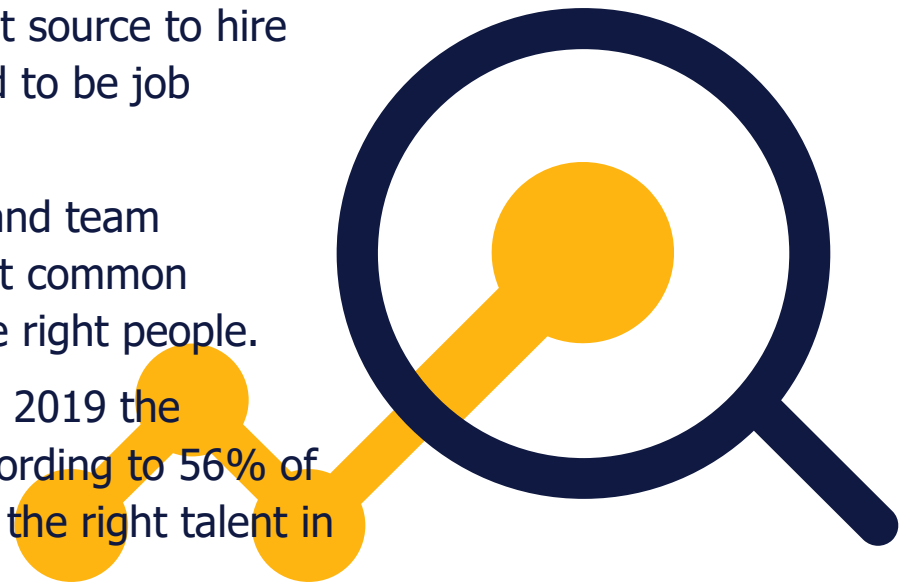 t source to hire
d to be job
and team
t common
e right people.
2019 the
ording to 56% of
the right talent in